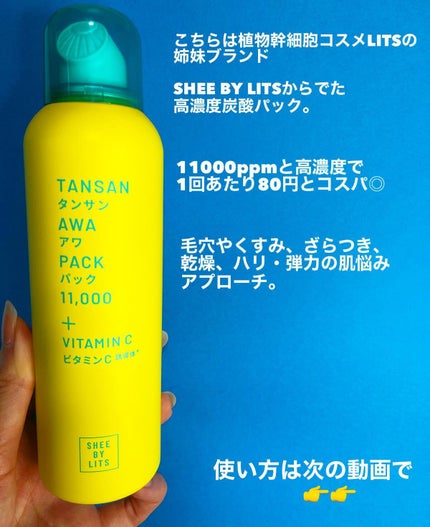 こちらは植物幹細胞コスメLITSの
姉妹ブランド
SHEE BY LITSからでた
高濃度炭酸パック。
11000ppmと高濃度で
1回あたり80円とコスパ◎
毛穴やくすみ、ざらつき、
乾燥、ハリ・弾力の肌悩み
アプローチ。
TANSAN
タンサン
AWA
アワ
PACK
パック
11,000
+
VITAMIN C
ビタミンC 誘導体*
SHEE
BY
LITS
使い方は次の動画で
👉👉